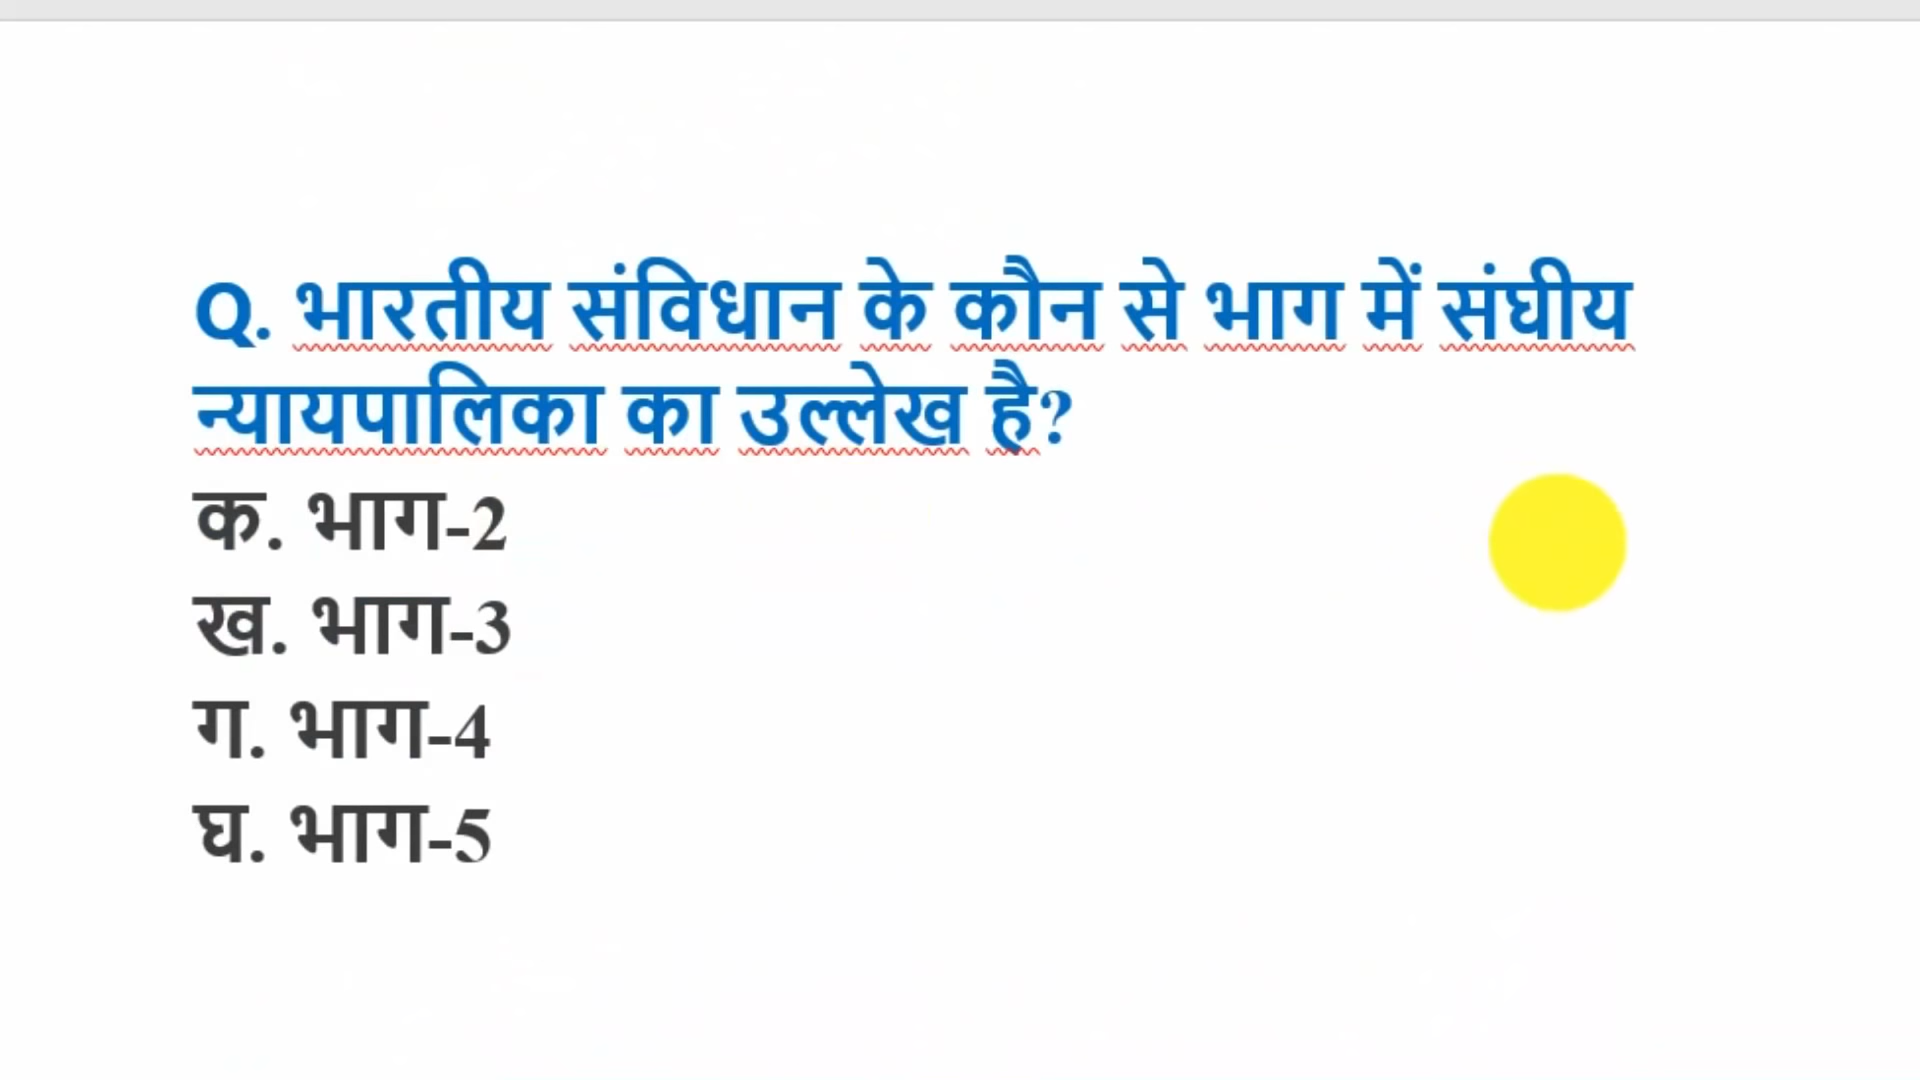 Q. भारतीय संविधान के कौन से भाग में संघीय
न्यायपालिका का उल्लेख है?
क. भाग-2
ख. भाग-3
ग. भाग-4
घ. भाग-5